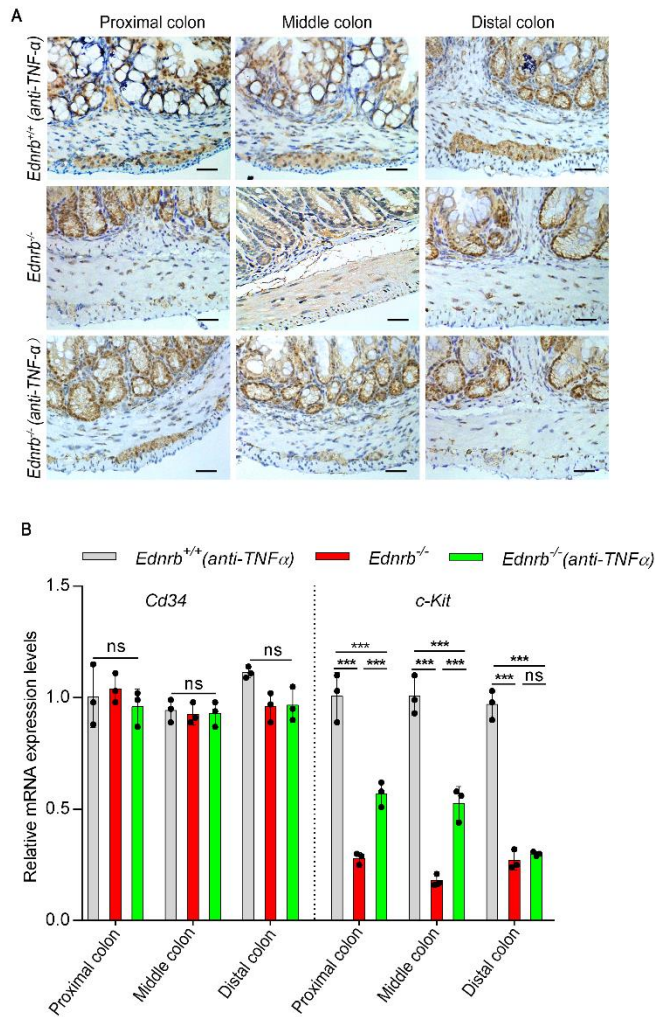 A
Proximal colon Middle colon Distal colon
Ednrb+/+ (anti-TNF-α)
Ednrb-/-
Ednrb-/- (anti-TNF-α)
B
Ednrb+/+(anti-TNFα) Ednrb-/- Ednrb-/-(anti-TNFα)
Relative mRNA expression levels
1.5
1.0
0.5
0.0
Cd34 c-Kit
ns ns ns
*** *** ***
*** *** *** *** *** ns
Proximal colon Middle colon Distal colon Proximal colon Middle colon Distal colon